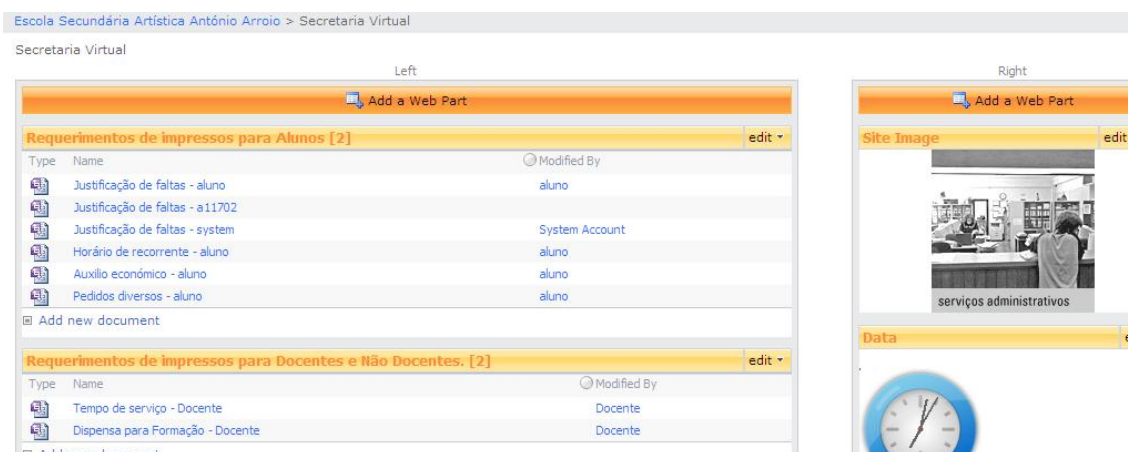 Escola Secundária Artística António Arroio > Secretaria Virtual
Secretaria Virtual
Left
Add a Web Part
Requerimentos de impressos para Alunos [2] edit
Type Name Modified By
Justificação de faltas - aluno aluno
Justificação de faltas - a11702
Justificação de faltas - system System Account
Horário de recorrente - aluno aluno
Auxilio económico - aluno aluno
Pedidos diversos - aluno aluno
Add new document
Requerimentos de impressos para Docentes e Não Docentes. [2] edit
Type Name Modified By
Tempo de serviço - Docente Docente
Dispensa para Formação - Docente Docente
Right
Add a Web Part
Site Image edit
serviços administrativos
Data